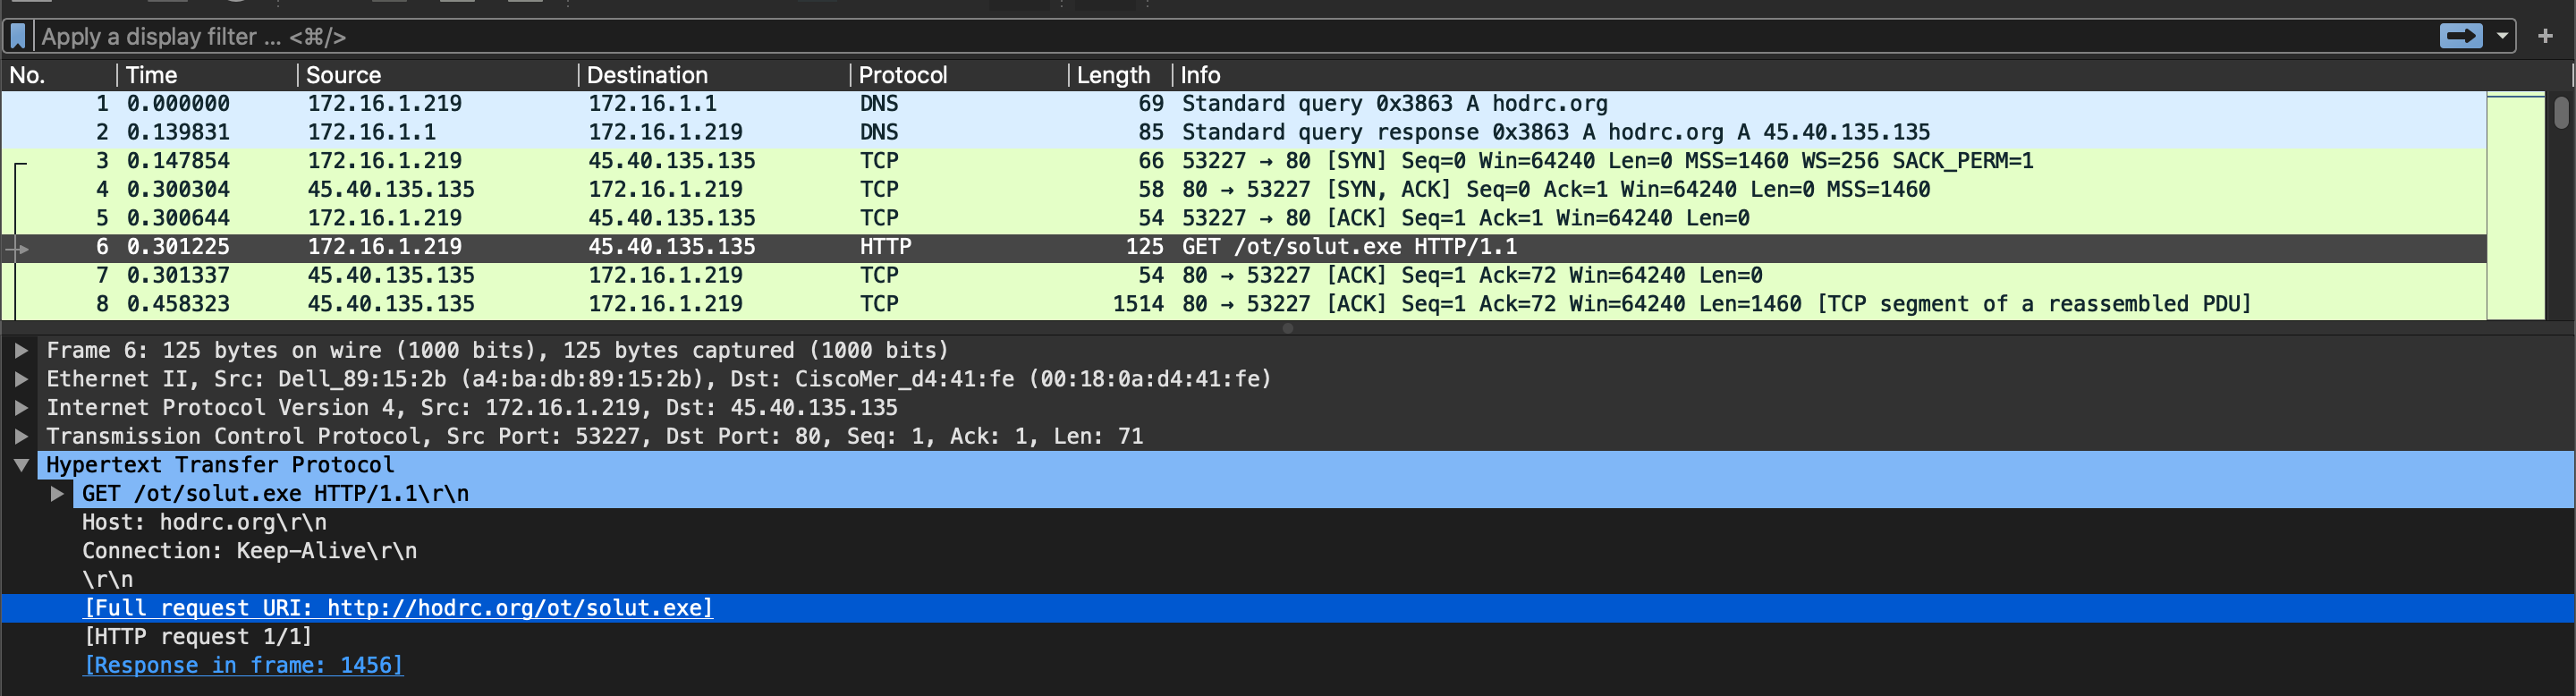 Apply a display filter ... <⌘/>
No. Time Source Destination Protocol Length Info
1 0.000000 172.16.1.219 172.16.1.1 DNS 69 Standard query 0x3863 A hodrc.org
2 0.139831 172.16.1.1 172.16.1.219 DNS 85 Standard query response 0x3863 A hodrc.org A 45.40.135.135
3 0.147854 172.16.1.219 45.40.135.135 TCP 66 53227 → 80 [SYN] Seq=0 Win=64240 Len=0 MSS=1460 WS=256 SACK_PERM=1
4 0.300304 45.40.135.135 172.16.1.219 TCP 58 80 → 53227 [SYN, ACK] Seq=0 Ack=1 Win=64240 Len=0 MSS=1460
5 0.300644 172.16.1.219 45.40.135.135 TCP 54 53227 → 80 [ACK] Seq=1 Ack=1 Win=64240 Len=0
6 0.301225 172.16.1.219 45.40.135.135 HTTP 125 GET /ot/solut.exe HTTP/1.1
7 0.301337 45.40.135.135 172.16.1.219 TCP 54 80 → 53227 [ACK] Seq=1 Ack=72 Win=64240 Len=0
8 0.458323 45.40.135.135 172.16.1.219 TCP 1514 80 → 53227 [ACK] Seq=1 Ack=72 Win=64240 Len=1460 [TCP segment of a reassembled PDU]
Frame 6: 125 bytes on wire (1000 bits), 125 bytes captured (1000 bits)
Ethernet II, Src: Dell_89:15:2b (a4:ba:db:89:15:2b), Dst: CiscoMer_d4:41:fe (00:18:0a:d4:41:fe)
Internet Protocol Version 4, Src: 172.16.1.219, Dst: 45.40.135.135
Transmission Control Protocol, Src Port: 53227, Dst Port: 80, Seq: 1, Ack: 1, Len: 71
Hypertext Transfer Protocol
GET /ot/solut.exe HTTP/1.1\r\n
Host: hodrc.org\r\n
Connection: Keep-Alive\r\n
\r\n
[Full request URI: http://hodrc.org/ot/solut.exe]
[HTTP request 1/1]
[Response in frame: 1456]